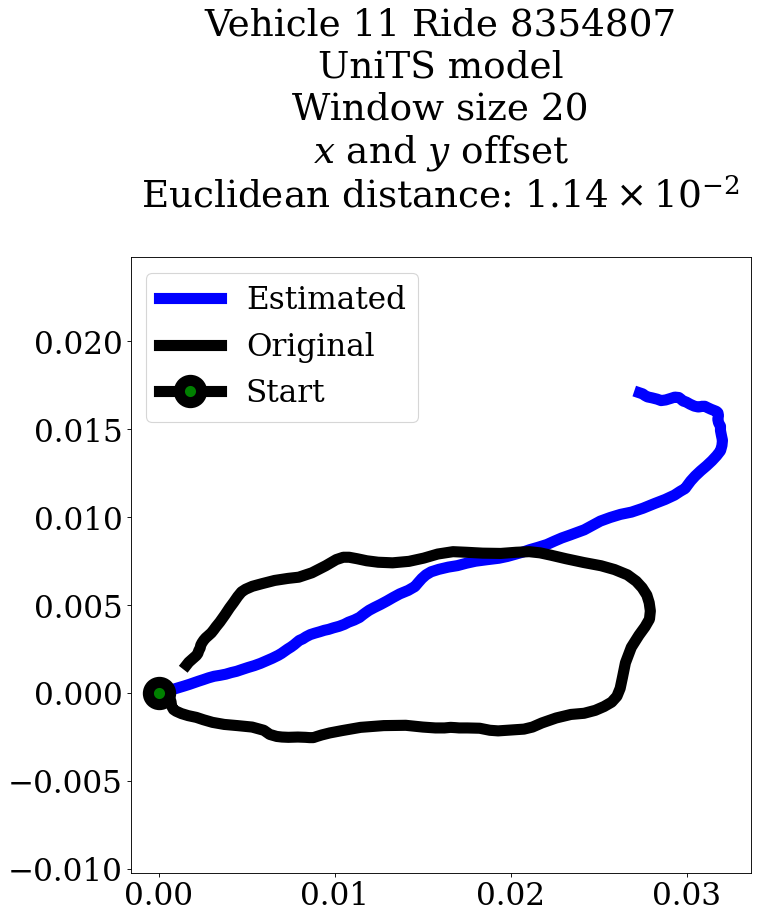 Vehicle 11 Ride 8354807
UniTS model
Window size 20
x and y offset
Euclidean distance: 1.14 × 10⁻²
Estimated
Original
Start
0.020
0.015
0.010
0.005
0.000
−0.005
−0.010
0.00 0.01 0.02 0.03